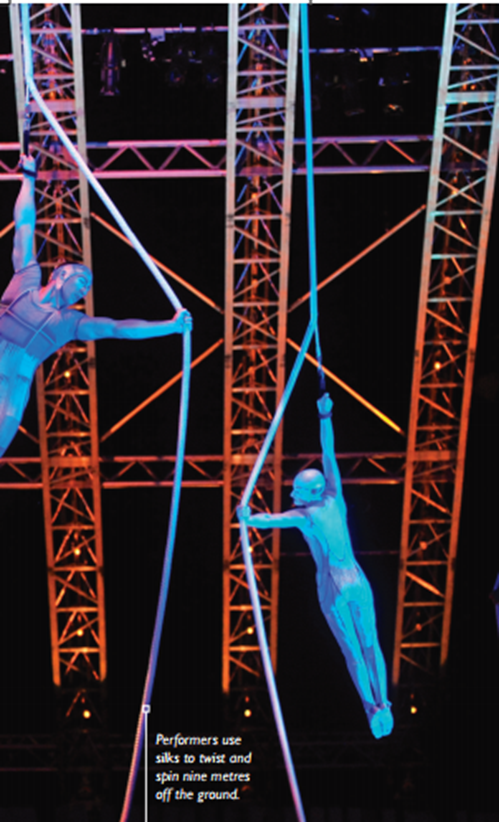 Performers use
silks to twist and
spin nine metres
off the ground.